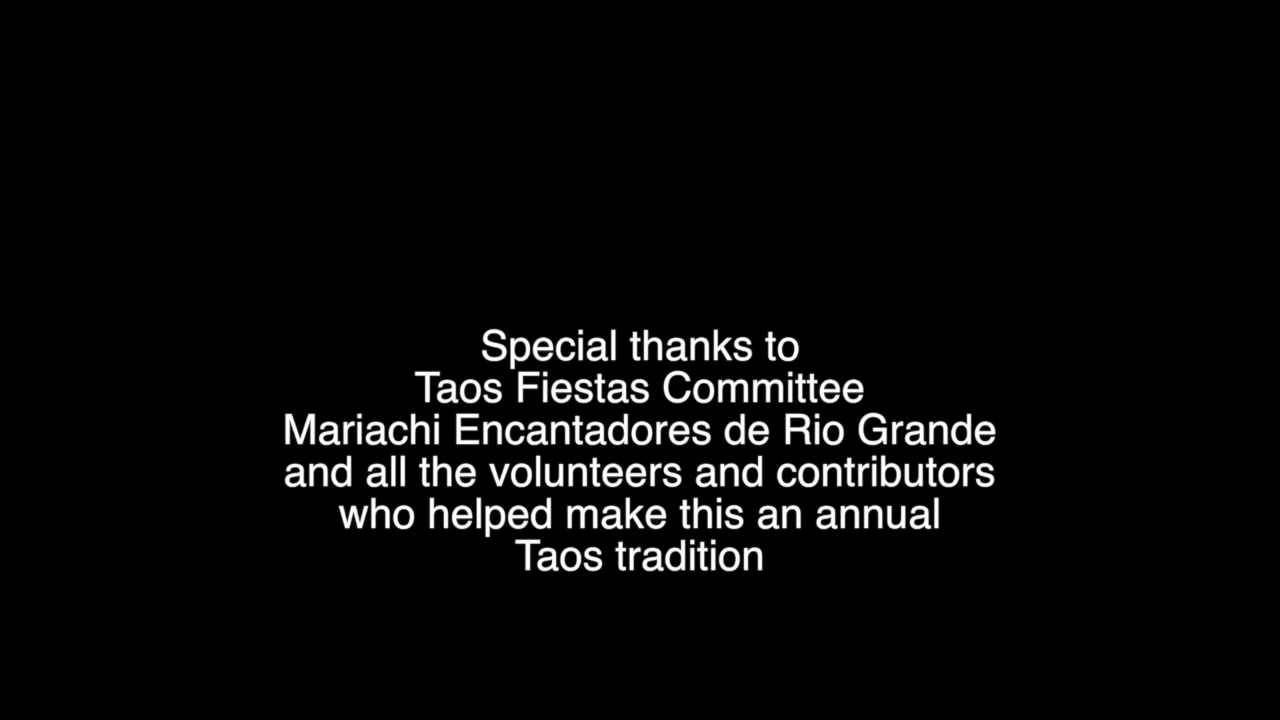 Special thanks to
Taos Fiestas Committee
Mariachi Encantadores de Rio Grande
and all the volunteers and contributors
who helped make this an annual
Taos tradition